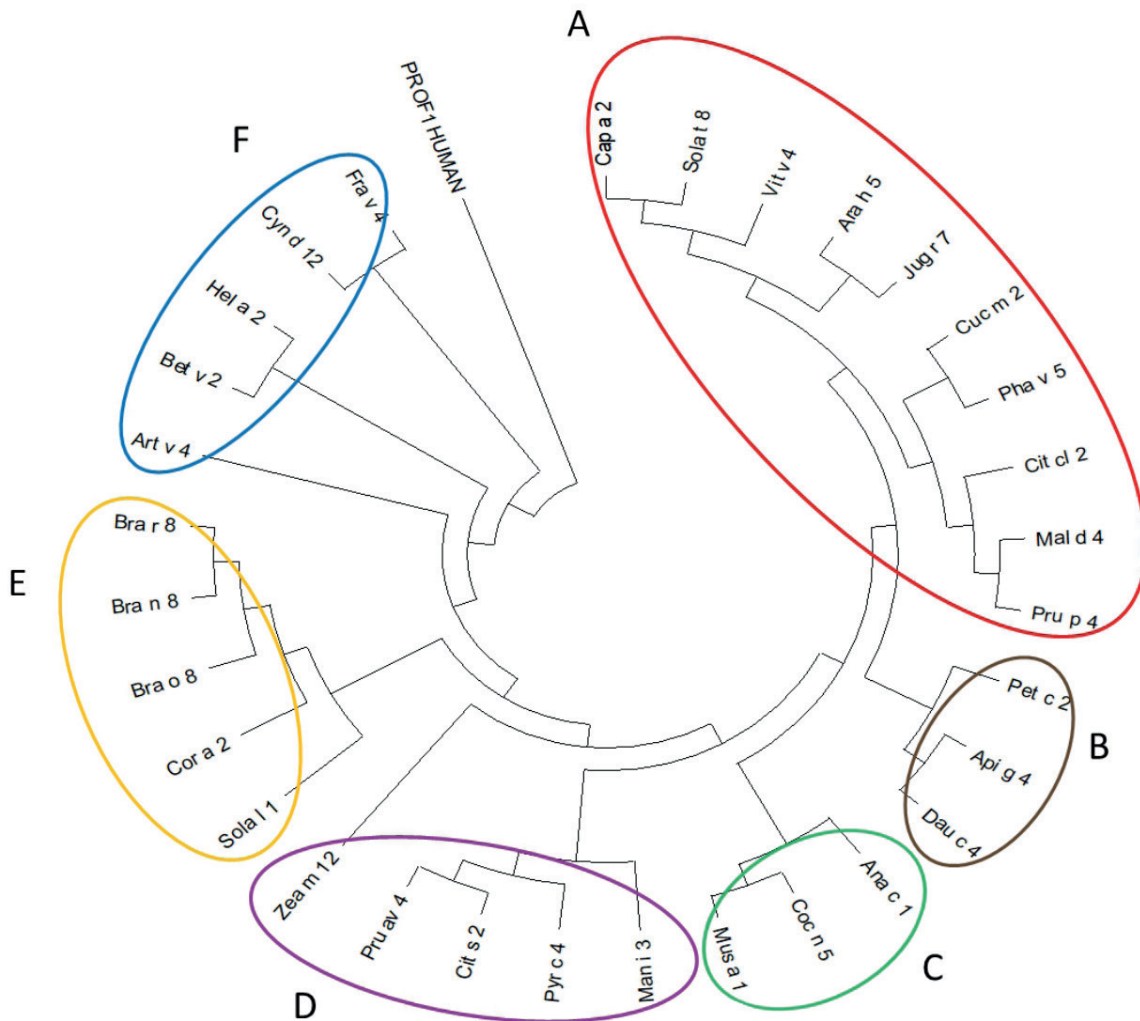 A
Cap a 2
Sola t 8
Vit v 4
Ara h 5
Jug r 7
Cuc m 2
Pha v 5
Cit cl 2
Mal d 4
Pru p 4
B
Pet c 2
Api g 4
Dau c 4
C
Ana c 1
Coc n 5
Mus a 1
D
Man i 3
Pyr c 4
Cit s 2
Pru av 4
Zea m 12
E
Sola l 1
Cor a 2
Bra o 8
Bra n 8
Bra r 8
F
Art v 4
Bet v 2
Hel a 2
Cyn d 12
Fra v 4
PROF1 HUMAN